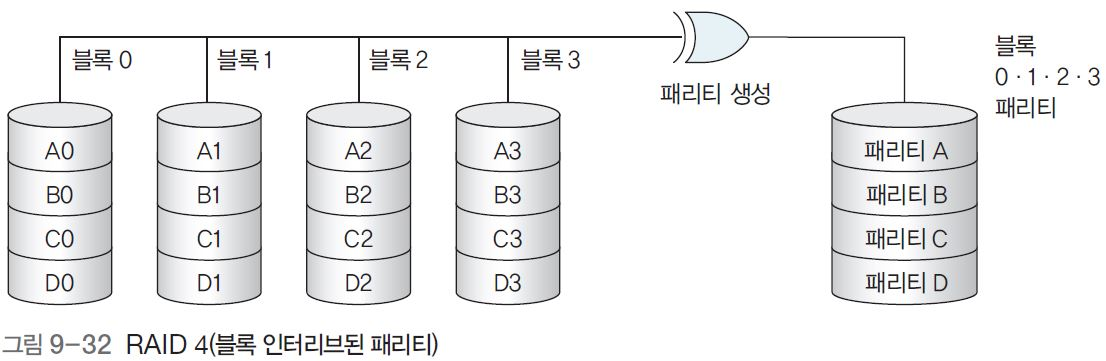 블록 0 블록 1 블록 2 블록 3
패리티 생성
블록
0 · 1 · 2 · 3
패리티
A0 A1 A2 A3 패리티 A
B0 B1 B2 B3 패리티 B
C0 C1 C2 C3 패리티 C
D0 D1 D2 D3 패리티 D
그림 9-32 RAID 4(블록 인터리브된 패리티)